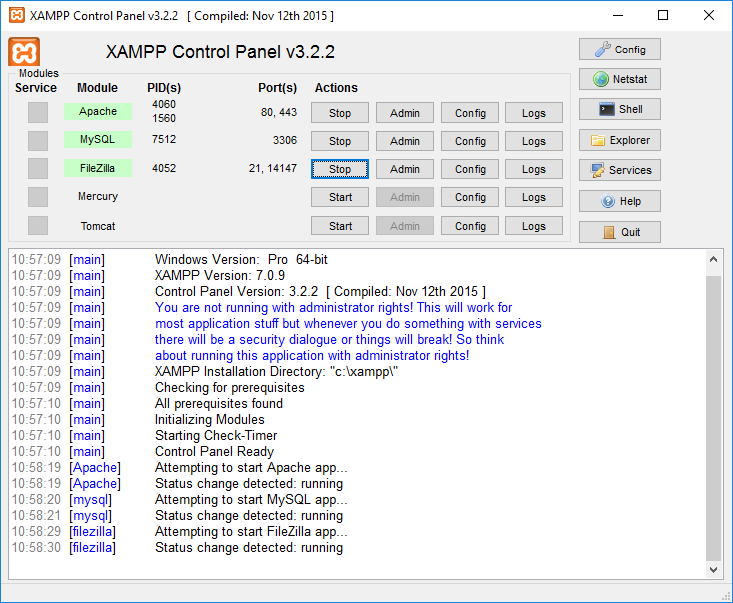 XAMPP Control Panel v3.2.2 [ Compiled: Nov 12th 2015 ]
XAMPP Control Panel v3.2.2
Modules
Service Module PID(s) Port(s) Actions
Apache 4060 1560 80, 443 Stop Admin Config Logs
MySQL 7512 3306 Stop Admin Config Logs
FileZilla 4052 21, 14147 Stop Admin Config Logs
Mercury Start Admin Config Logs
Tomcat Start Admin Config Logs
Config
Netstat
Shell
Explorer
Services
Help
Quit
10:57:09 [main] Windows Version: Pro 64-bit
10:57:09 [main] XAMPP Version: 7.0.9
10:57:09 [main] Control Panel Version: 3.2.2 [ Compiled: Nov 12th 2015 ]
10:57:09 [main] You are not running with administrator rights! This will work for
10:57:09 [main] most application stuff but whenever you do something with services
10:57:09 [main] there will be a security dialogue or things will break! So think
10:57:09 [main] about running this application with administrator rights!
10:57:09 [main] XAMPP Installation Directory: "c:\xampp\"
10:57:09 [main] Checking for prerequisites
10:57:10 [main] All prerequisites found
10:57:10 [main] Initializing Modules
10:57:10 [main] Starting Check-Timer
10:57:10 [main] Control Panel Ready
10:58:19 [Apache] Attempting to start Apache app...
10:58:19 [Apache] Status change detected: running
10:58:20 [mysql] Attempting to start MySQL app...
10:58:21 [mysql] Status change detected: running
10:58:29 [filezilla] Attempting to start FileZilla app...
10:58:30 [filezilla] Status change detected: running